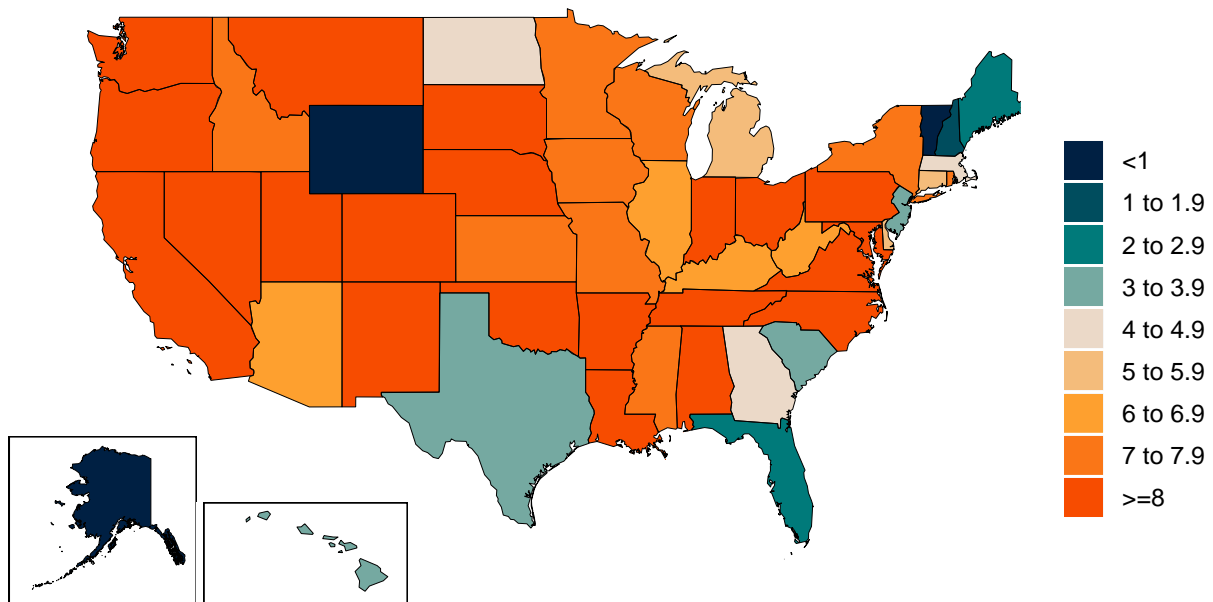 <1
1 to 1.9
2 to 2.9
3 to 3.9
4 to 4.9
5 to 5.9
6 to 6.9
7 to 7.9
>=8